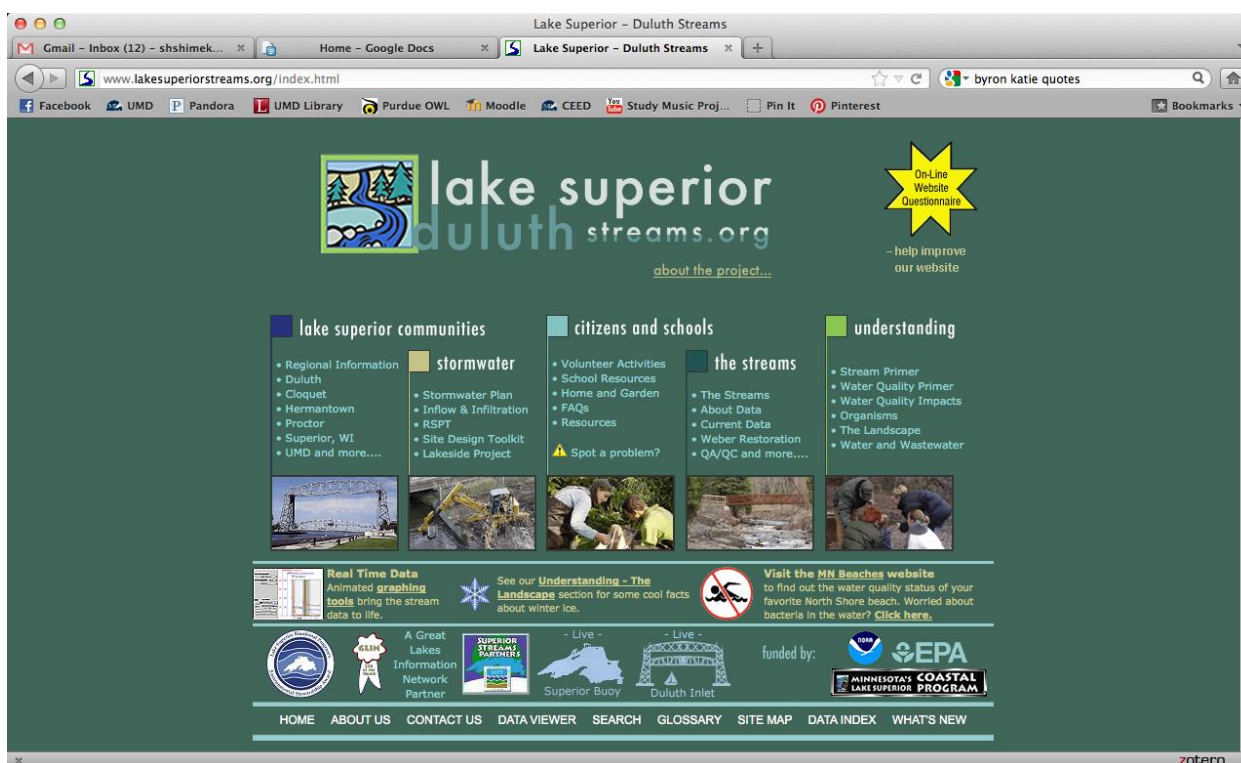 Lake Superior – Duluth Streams
Gmail – Inbox (12) – shshimek...
Home – Google Docs
Lake Superior – Duluth Streams
www.lakesuperiorstreams.org/index.html
byron katie quotes
Facebook UMD Pandora UMD Library Purdue OWL Moodle CEED Study Music Proj... Pin It Pinterest Bookmarks
lake superior
duluth streams.org
about the project...
On-Line
Website
Questionnaire
– help improve
our website
lake superior communities
• Regional Information
• Duluth
• Cloquet
• Hermantown
• Proctor
• Superior, WI
• UMD and more....
stormwater
• Stormwater Plan
• Inflow & Infiltration
• RSPT
• Site Design Toolkit
• Lakeside Project
citizens and schools
• Volunteer Activities
• School Resources
• Home and Garden
• FAQs
• Resources
Spot a problem?
the streams
• The Streams
• About Data
• Current Data
• Weber Restoration
• QA/QC and more....
understanding
• Stream Primer
• Water Quality Primer
• Water Quality Impacts
• Organisms
• The Landscape
• Water and Wastewater
Real Time Data
Animated graphing
tools bring the stream
data to life.
See our Understanding - The
Landscape section for some cool facts
about winter ice.
Visit the MN Beaches website
to find out the water quality status of your
favorite North Shore beach. Worried about
bacteria in the water? Click here.
GLIN
A Great
Lakes
Information
Network
Partner
SUPERIOR
STREAMS
PARTNERS
- Live -
Superior Buoy
- Live -
Duluth Inlet
funded by:
NOAA
EPA
MINNESOTA'S COASTAL
LAKE SUPERIOR PROGRAM
HOME ABOUT US CONTACT US DATA VIEWER SEARCH GLOSSARY SITE MAP DATA INDEX WHAT'S NEW
zotero